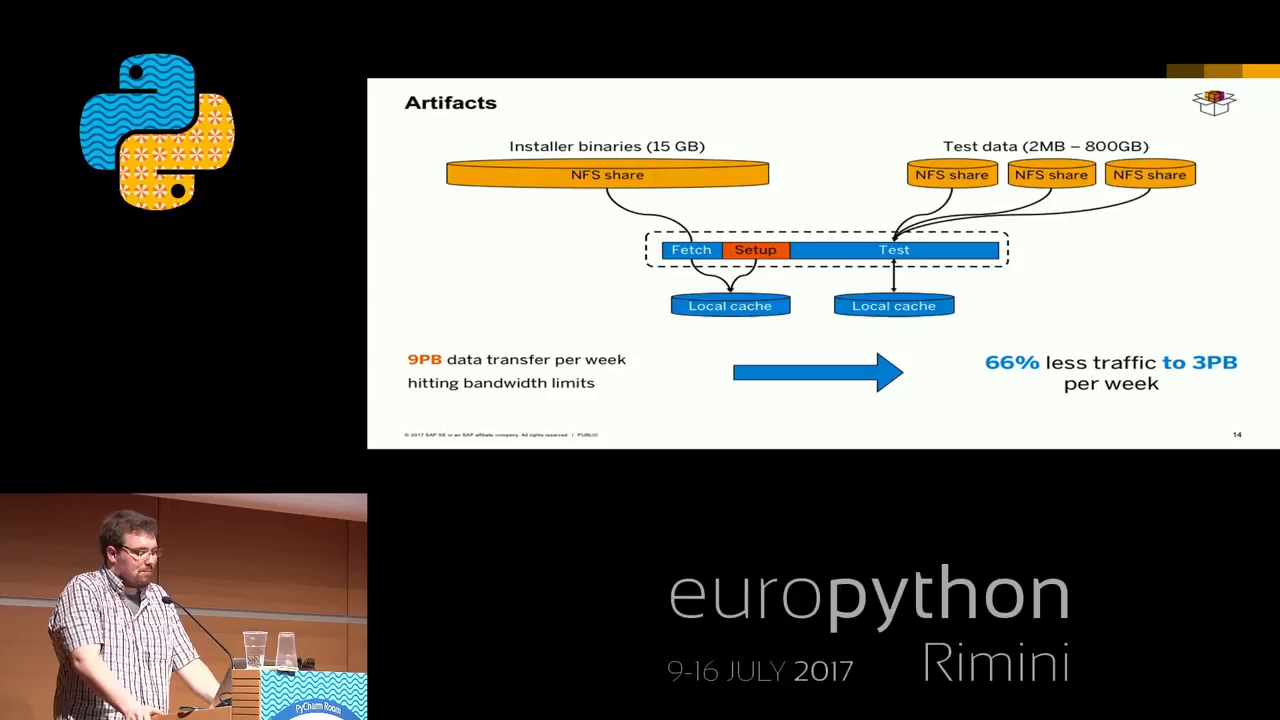 Artifacts
Installer binaries (15 GB)
NFS share
Test data (2MB – 800GB)
NFS share
NFS share
NFS share
Fetch
Setup
Test
Local cache
Local cache
9PB data transfer per week
hitting bandwidth limits
66% less traffic to 3PB
per week
© 2017 SAP SE or an SAP affiliate company. All rights reserved. | PUBLIC
14
europython
Rimini
9-16 JULY 2017
PyCharm Room